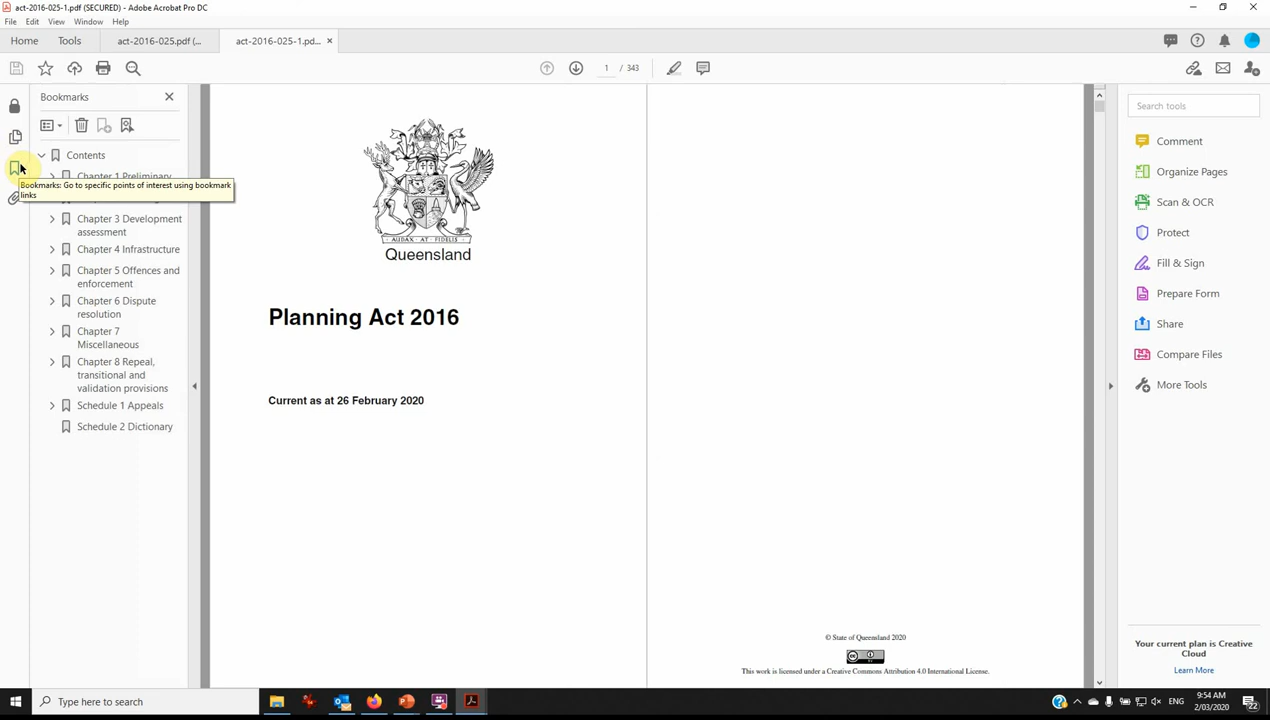 act-2016-025-1.pdf (SECURED) - Adobe Acrobat Pro DC
File Edit View Window Help
Home Tools act-2016-025.pdf (... act-2016-025-1.pd... ×
1 / 343
Bookmarks
Contents
Chapter 1 Preliminary
Bookmarks: Go to specific points of interest using bookmark
links
Chapter 3 Development
assessment
Chapter 4 Infrastructure
Chapter 5 Offences and
enforcement
Chapter 6 Dispute
resolution
Chapter 7
Miscellaneous
Chapter 8 Repeal,
transitional and
validation provisions
Schedule 1 Appeals
Schedule 2 Dictionary
AUDAX · AT · FIDELIS
Queensland
Planning Act 2016
Current as at 26 February 2020
© State of Queensland 2020
This work is licensed under a Creative Commons Attribution 4.0 International License.
Search tools
Comment
Organize Pages
Scan & OCR
Protect
Fill & Sign
Prepare Form
Share
Compare Files
More Tools
Your current plan is Creative
Cloud
Learn More
Type here to search
ENG
9:54 AM
2/03/2020
22